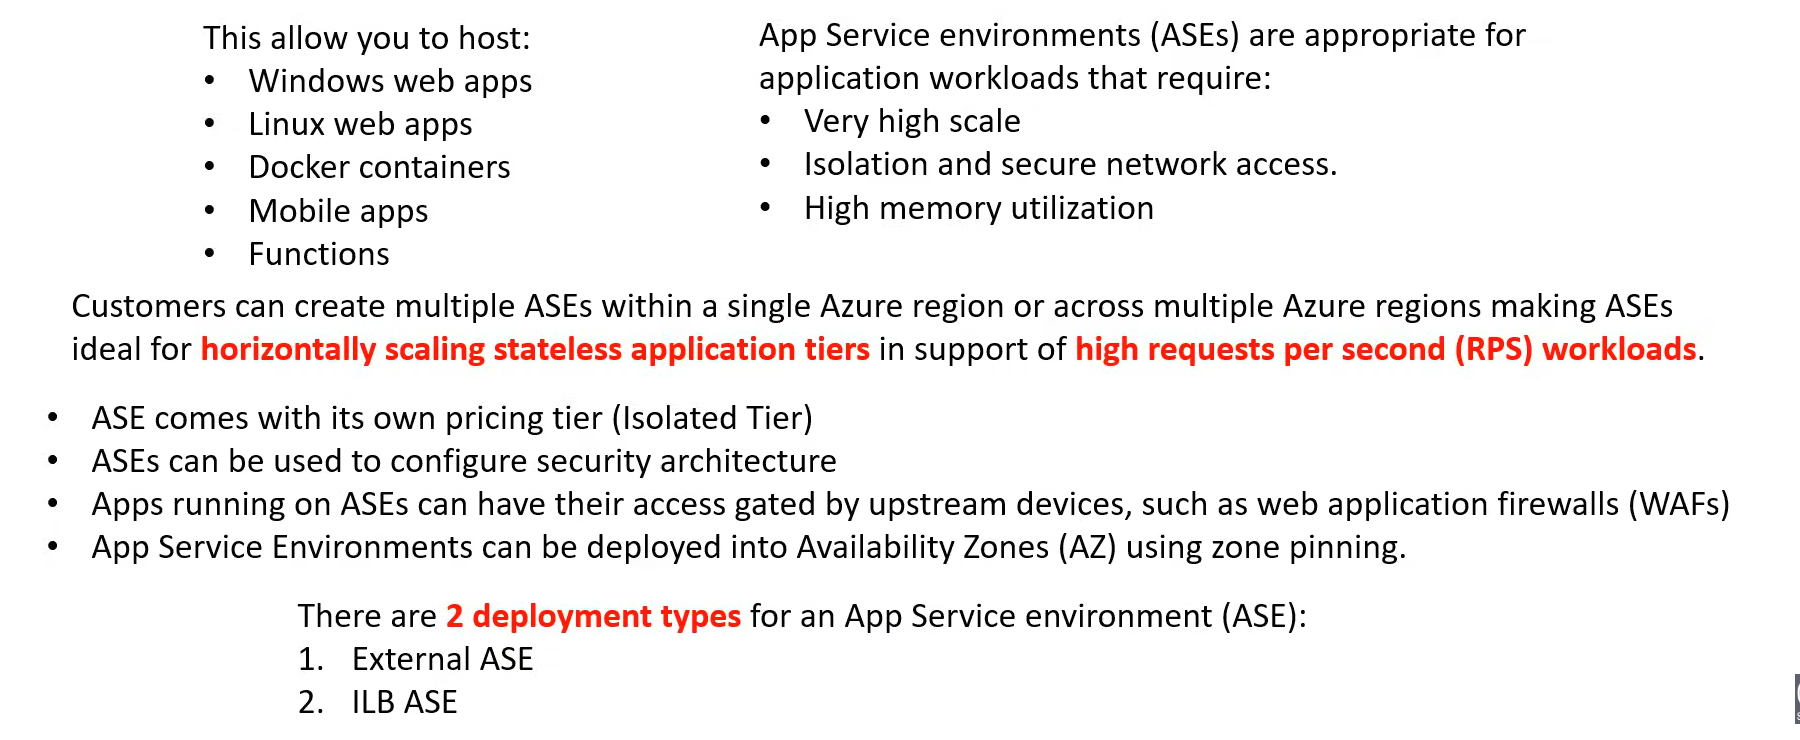 This allow you to host:
• Windows web apps
• Linux web apps
• Docker containers
• Mobile apps
• Functions
App Service environments (ASEs) are appropriate for
application workloads that require:
• Very high scale
• Isolation and secure network access.
• High memory utilization
Customers can create multiple ASEs within a single Azure region or across multiple Azure regions making ASEs
ideal for horizontally scaling stateless application tiers in support of high requests per second (RPS) workloads.
• ASE comes with its own pricing tier (Isolated Tier)
• ASEs can be used to configure security architecture
• Apps running on ASEs can have their access gated by upstream devices, such as web application firewalls (WAFs)
• App Service Environments can be deployed into Availability Zones (AZ) using zone pinning.
There are 2 deployment types for an App Service environment (ASE):
1. External ASE
2. ILB ASE